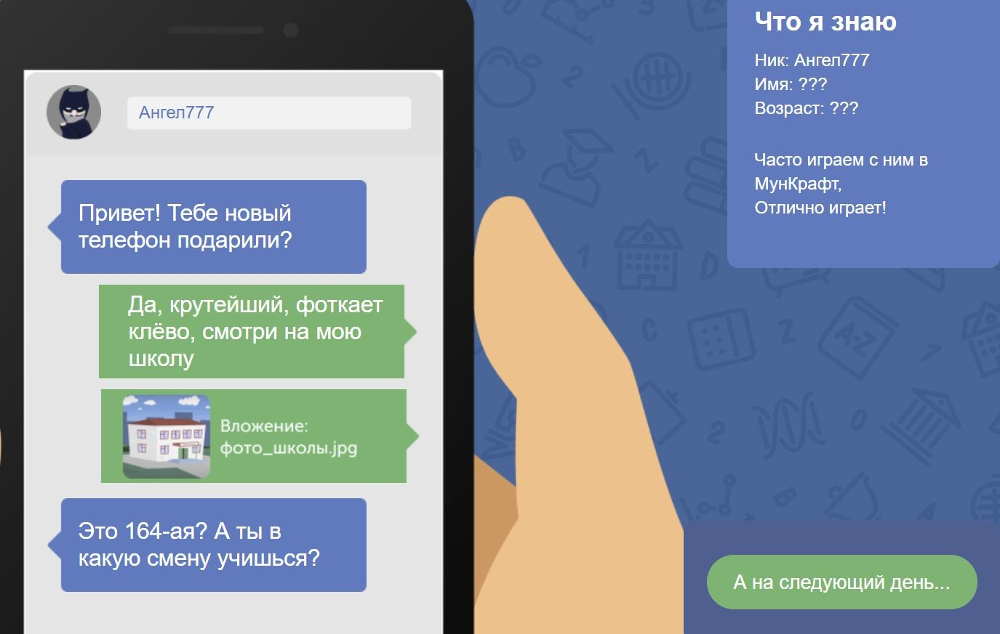 Ангел777
Привет! Тебе новый
телефон подарили?
Да, крутейший, фоткает
клёво, смотри на мою
школу
Вложение:
фото_школы.jpg
Это 164-ая? А ты в
какую смену учишься?
Что я знаю
Ник: Ангел777
Имя: ???
Возраст: ???
Часто играем с ним в
МунКрафт,
Отлично играет!
А на следующий день...